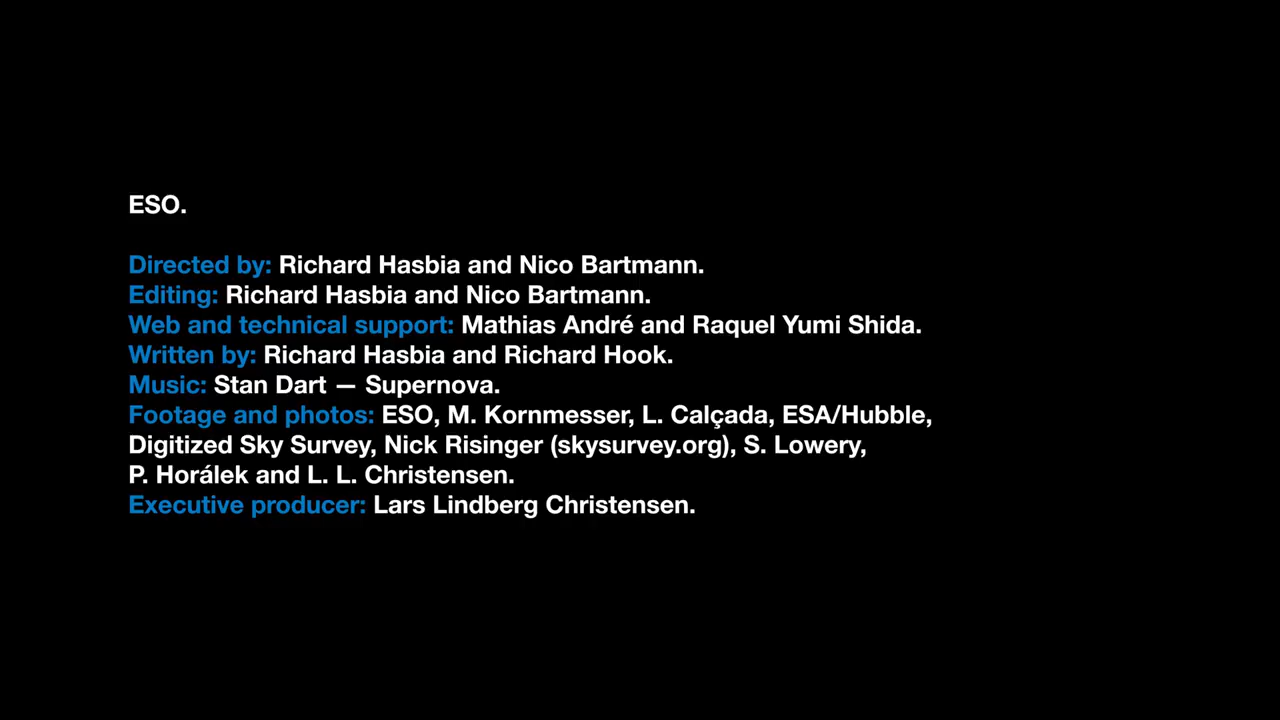 ESO.
Directed by: Richard Hasbia and Nico Bartmann.
Editing: Richard Hasbia and Nico Bartmann.
Web and technical support: Mathias André and Raquel Yumi Shida.
Written by: Richard Hasbia and Richard Hook.
Music: Stan Dart — Supernova.
Footage and photos: ESO, M. Kornmesser, L. Calçada, ESA/Hubble,
Digitized Sky Survey, Nick Risinger (skysurvey.org), S. Lowery,
P. Horálek and L. L. Christensen.
Executive producer: Lars Lindberg Christensen.